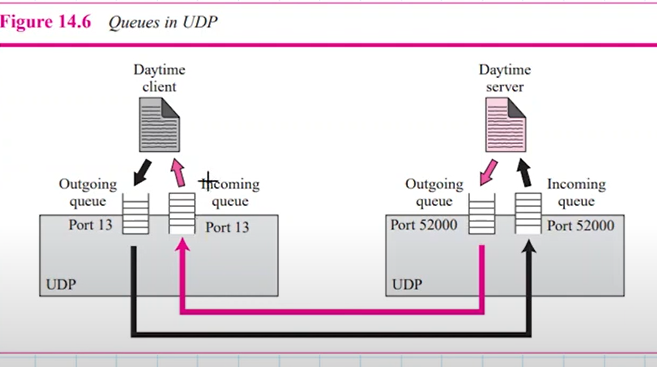 Figure 14.6 Queues in UDP
Daytime
client
Daytime
server
Outgoing
queue
Incoming
queue
Outgoing
queue
Incoming
queue
Port 13
Port 13
Port 52000
Port 52000
UDP
UDP